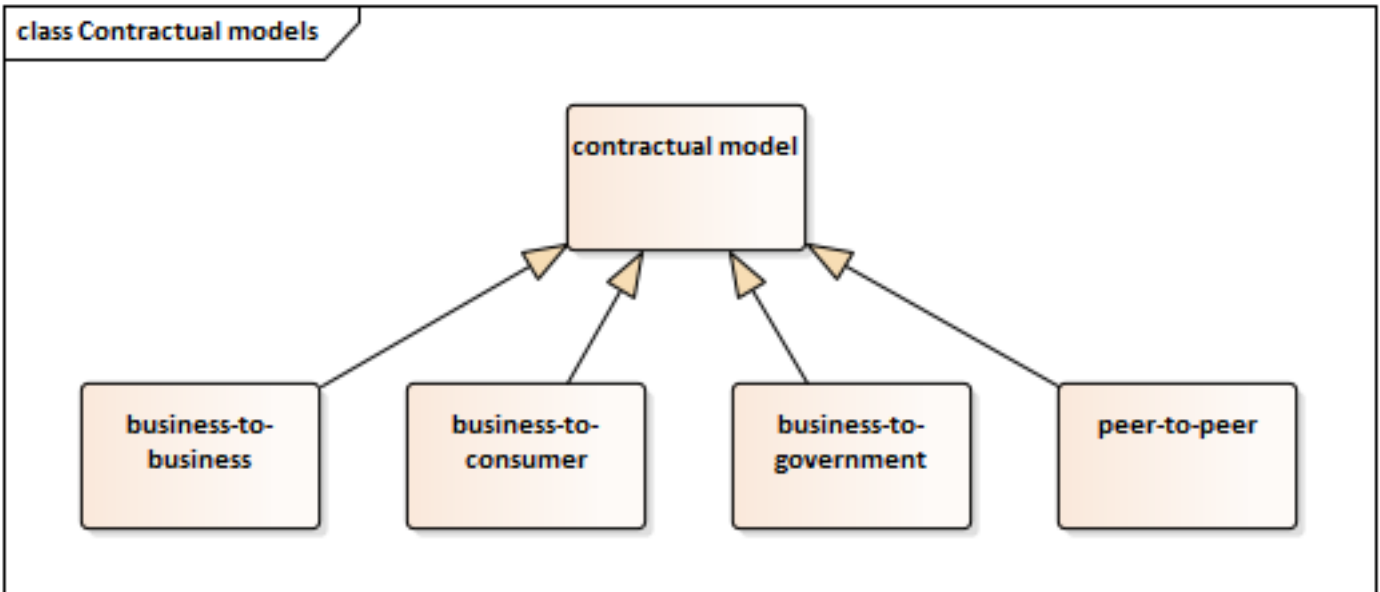 class Contractual models
contractual model
business-to-
business
business-to-
consumer
business-to-
government
peer-to-peer